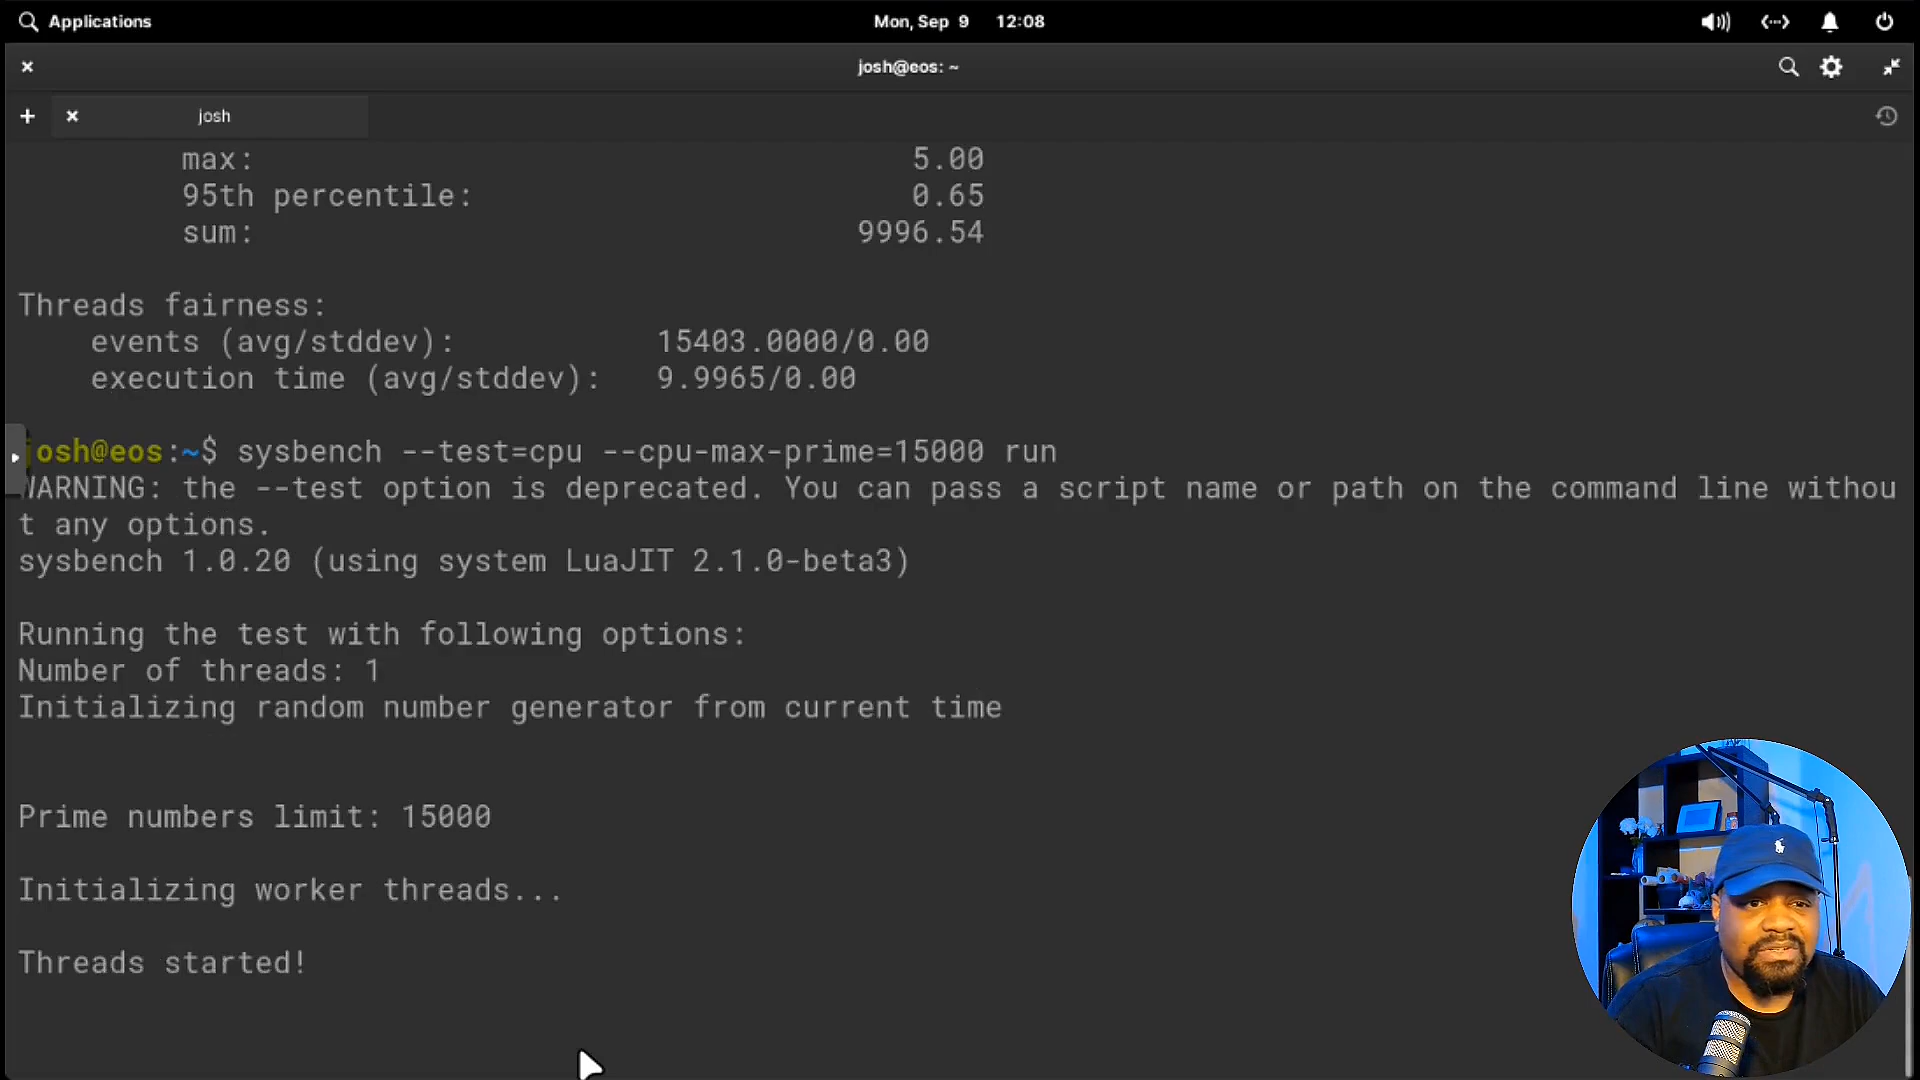 Applications
Mon, Sep 9 12:08
josh@eos: ~
josh
max: 5.00
95th percentile: 0.65
sum: 9996.54
Threads fairness:
events (avg/stddev): 15403.0000/0.00
execution time (avg/stddev): 9.9965/0.00
josh@eos:~$ sysbench --test=cpu --cpu-max-prime=15000 run
WARNING: the --test option is deprecated. You can pass a script name or path on the command line withou
t any options.
sysbench 1.0.20 (using system LuaJIT 2.1.0-beta3)
Running the test with following options:
Number of threads: 1
Initializing random number generator from current time
Prime numbers limit: 15000
Initializing worker threads...
Threads started!